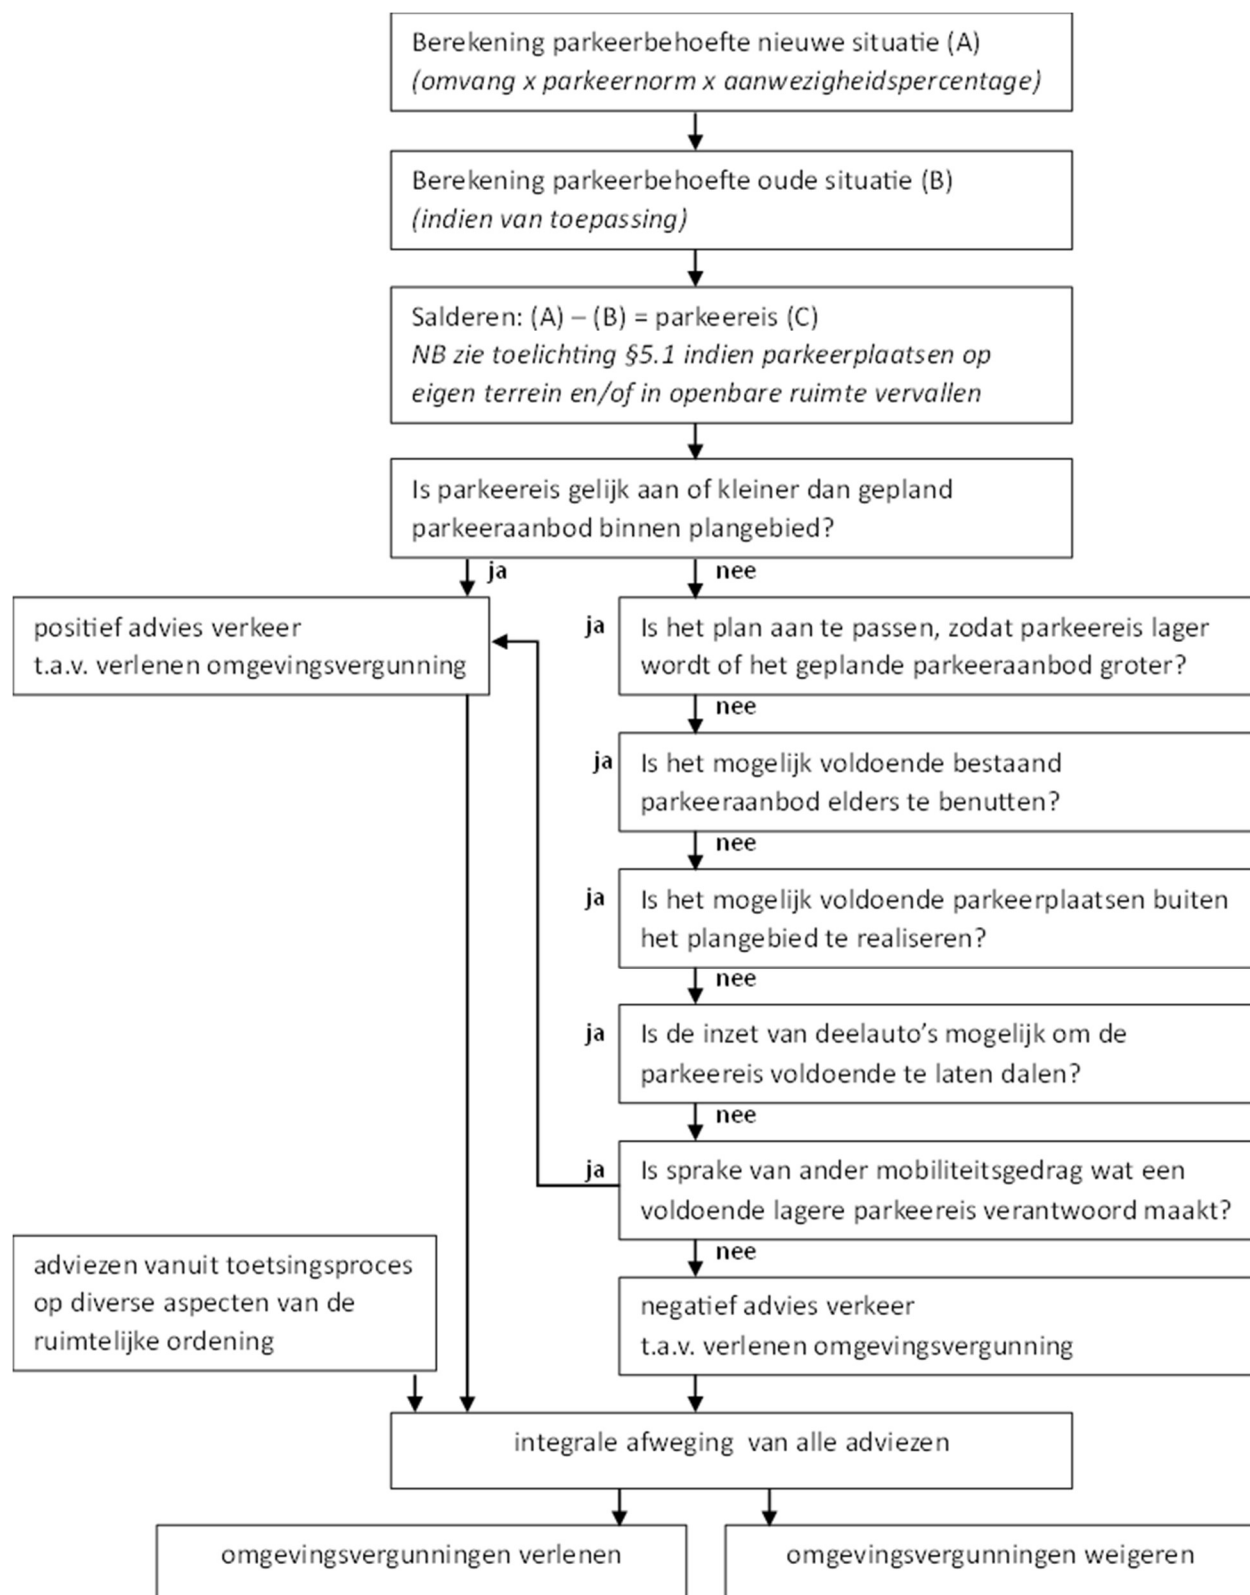 Berekening parkeerbehoefte nieuwe situatie (A)
(omvang x parkeernorm x aanwezigheidspercentage)
Berekening parkeerbehoefte oude situatie (B)
(indien van toepassing)
Salderen: (A) – (B) = parkeereis (C)
NB zie toelichting §5.1 indien parkeerplaatsen op
eigen terrein en/of in openbare ruimte vervallen
Is parkeereis gelijk aan of kleiner dan gepland
parkeeraanbod binnen plangebied?
ja
nee
positief advies verkeer
t.a.v. verlenen omgevingsvergunning
ja
Is het plan aan te passen, zodat parkeereis lager
wordt of het geplande parkeeraanbod groter?
nee
ja
Is het mogelijk voldoende bestaand
parkeeraanbod elders te benutten?
nee
ja
Is het mogelijk voldoende parkeerplaatsen buiten
het plangebied te realiseren?
nee
ja
Is de inzet van deelauto’s mogelijk om de
parkeereis voldoende te laten dalen?
nee
ja
Is sprake van ander mobiliteitsgedrag wat een
voldoende lagere parkeereis verantwoord maakt?
nee
adviezen vanuit toetsingsproces
op diverse aspecten van de
ruimtelijke ordening
negatief advies verkeer
t.a.v. verlenen omgevingsvergunning
integrale afweging van alle adviezen
omgevingsvergunningen verlenen
omgevingsvergunningen weigeren